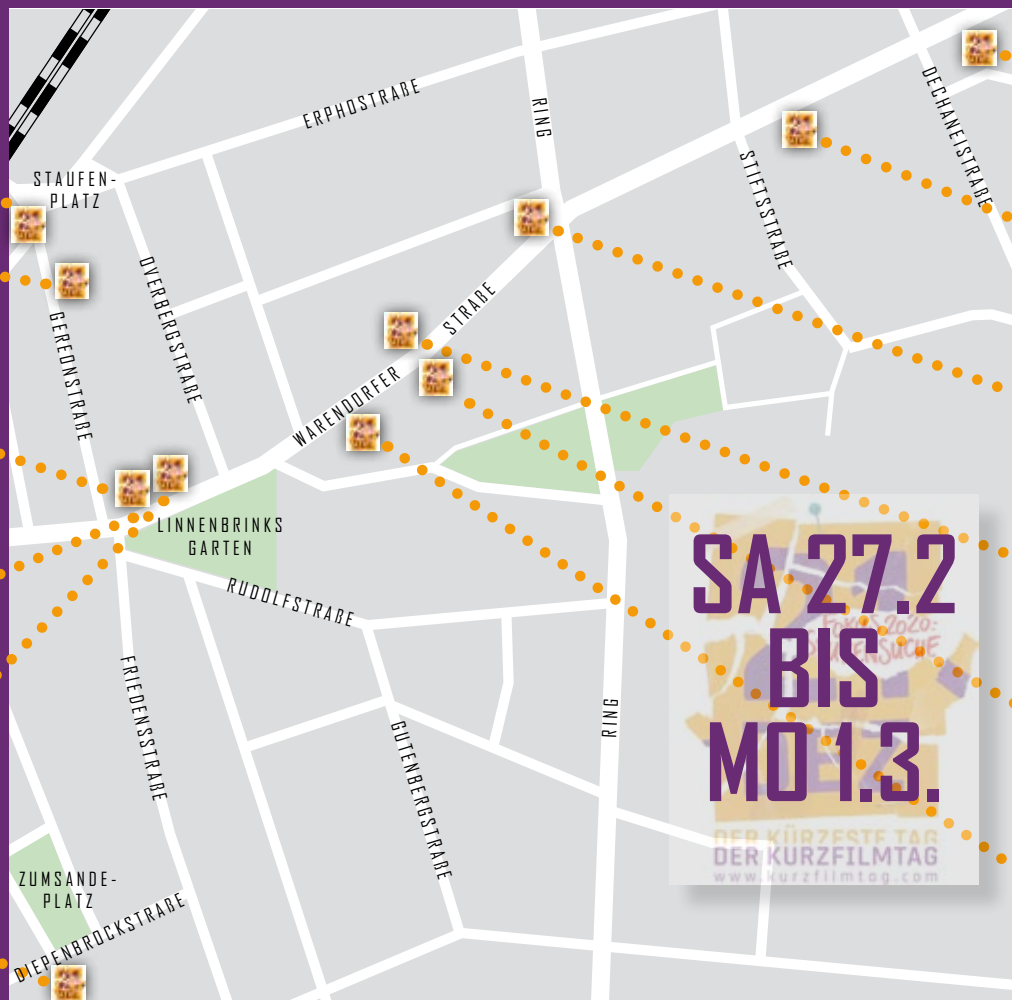 ERPHOSTRAßE
RING
DECHANEISTRAßE
STAUFEN-
PLATZ
STIFTSSTRAßE
OVERBERGSTRAßE
GEREONSTRAßE
WARENDORFER STRAßE
LINNENBRINKS
GARTEN
RUDOLFSTRAßE
FRIEDENSSTRAßE
GUTENBERGSTRAßE
RING
ZUMSANDE-
PLATZ
DIEPENBROCKSTRAßE
SA 27.2
FOKUS 2020:
SPURENSUCHE
BIS
MO 1.3.
DER KÜRZESTE TAG
DER KURZFILMTAG
www.kurzfilmtag.com